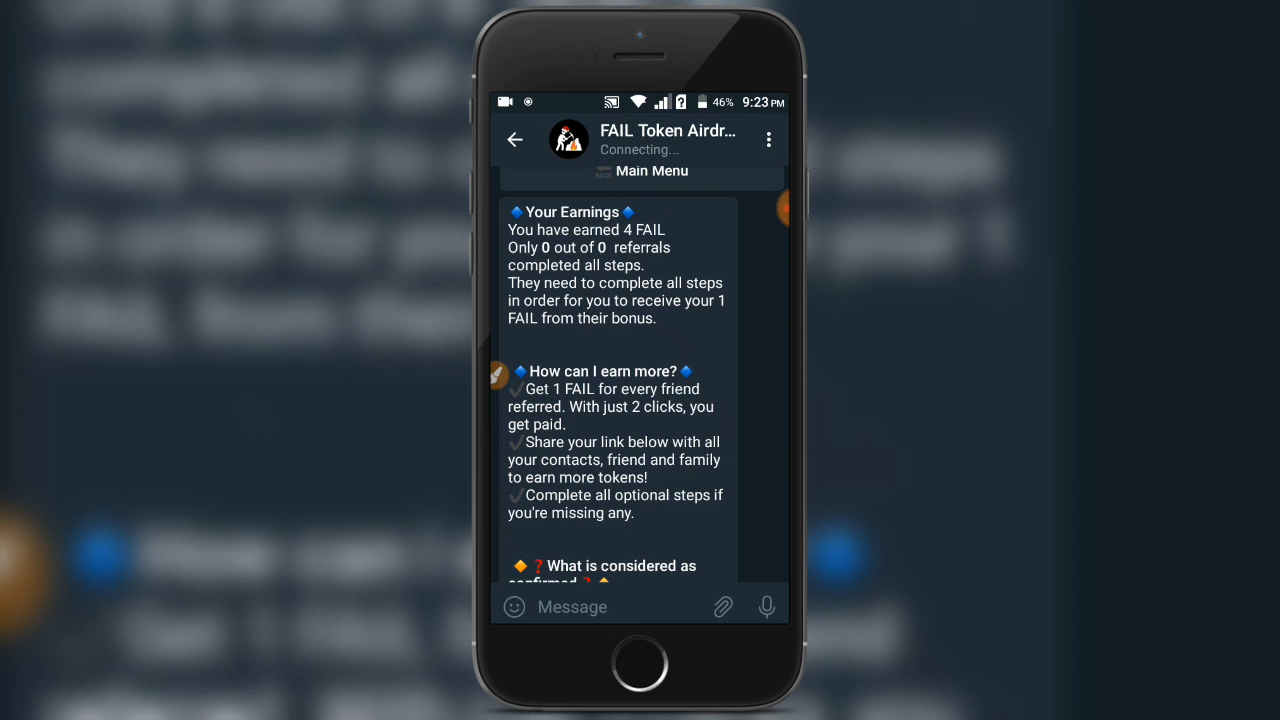 46% 9:23 PM
FAIL Token Airdr...
Connecting...
BACK Main Menu
Your Earnings
You have earned 4 FAIL
Only 0 out of 0 referrals
completed all steps.
They need to complete all steps
in order for you to receive your 1
FAIL from their bonus.
How can I earn more?
✔Get 1 FAIL for every friend
referred. With just 2 clicks, you
get paid.
✔Share your link below with all
your contacts, friend and family
to earn more tokens!
✔Complete all optional steps if
you're missing any.
❓What is considered as
confirmed❓
Message